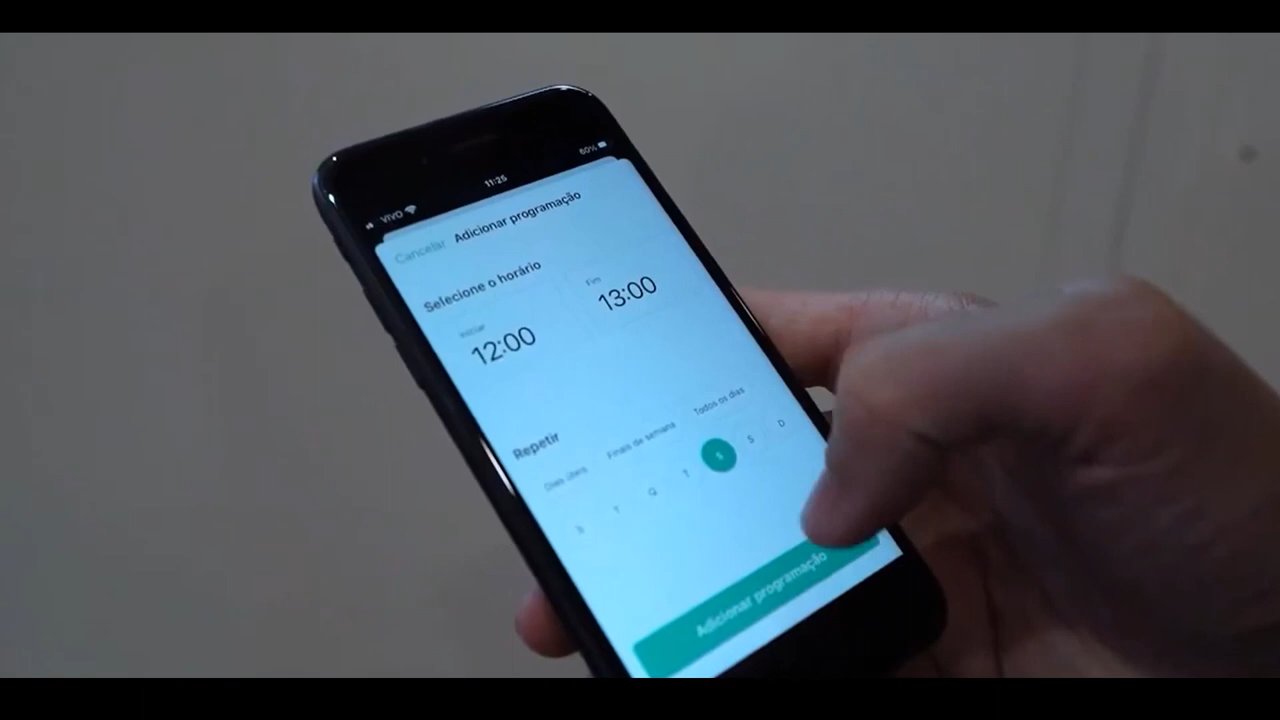 VIVO 11:25 60%
Cancelar Adicionar programação
Selecione o horário
Iniciar Fim
12:00 13:00
Repetir
Dias úteis Finais de semana Todos os dias
S T Q T S S D
Adicionar programação